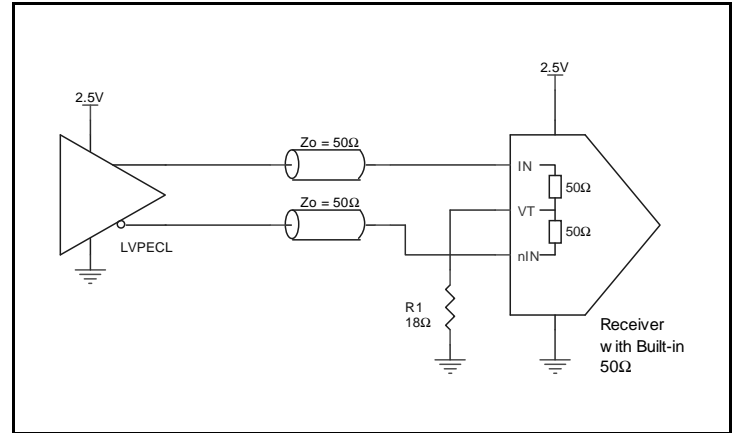 2.5V
2.5V
Zo = 50Ω
IN
50Ω
Zo = 50Ω
VT
50Ω
LVPECL
nIN
R1
18Ω
Receiver
with Built-in
50Ω